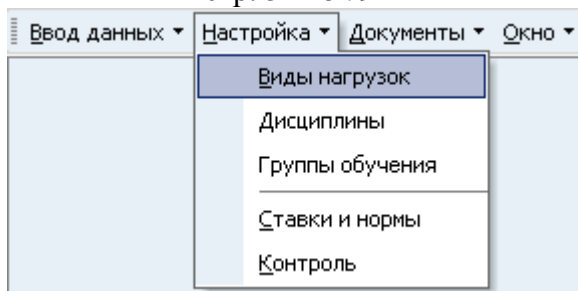 Ввод данных Настройка Документы Окно
Виды нагрузок
Дисциплины
Группы обучения
Ставки и нормы
Контроль